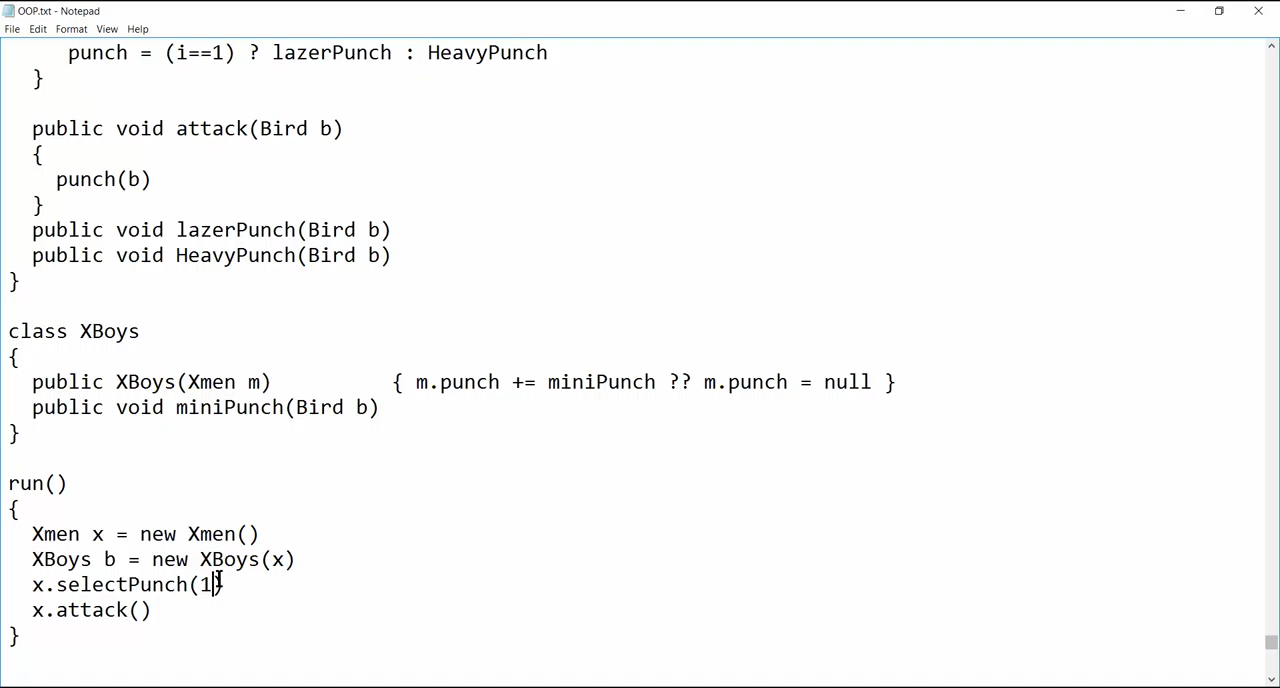 OOP.txt - Notepad
File Edit Format View Help
punch = (i==1) ? lazerPunch : HeavyPunch
}
public void attack(Bird b)
{
punch(b)
}
public void lazerPunch(Bird b)
public void HeavyPunch(Bird b)
}
class XBoys
{
public XBoys(Xmen m) { m.punch += miniPunch ?? m.punch = null }
public void miniPunch(Bird b)
}
run()
{
Xmen x = new Xmen()
XBoys b = new XBoys(x)
x.selectPunch(1)
x.attack()
}